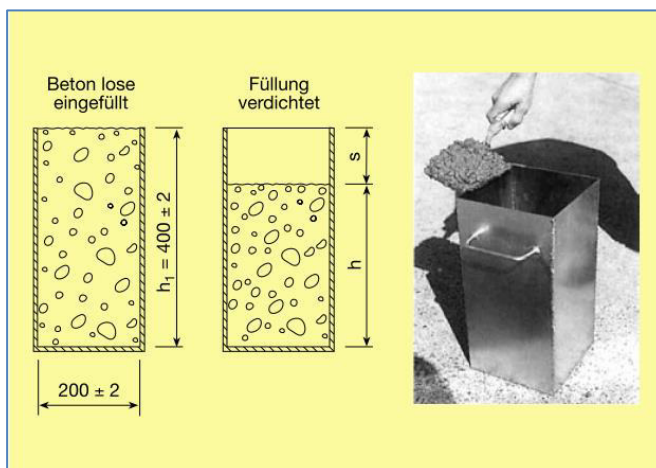 Beton lose
eingefüllt
Füllung
verdichtet
h₁ = 400 ± 2
s
h
200 ± 2